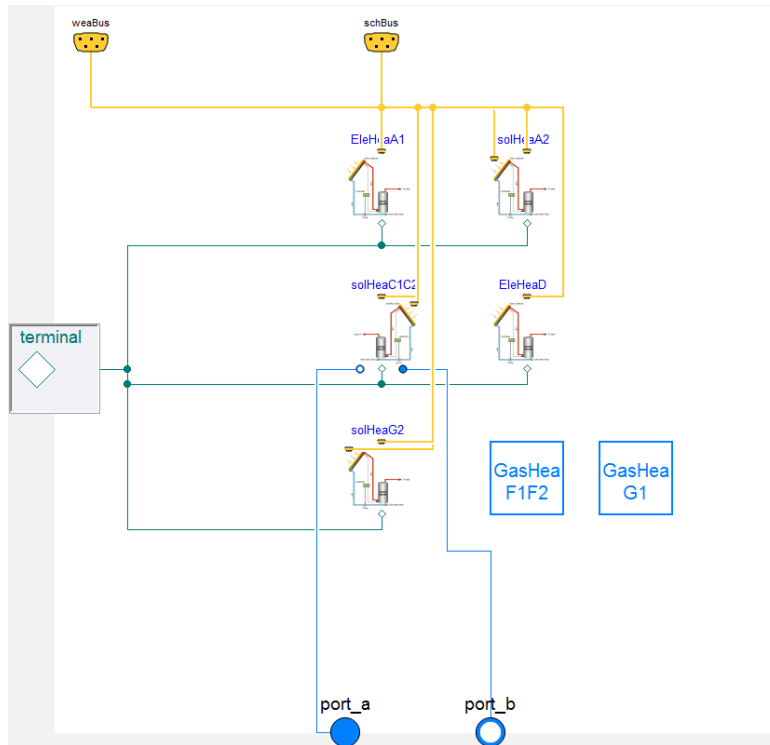 weaBus
schBus
EleHeaA1
solHeaA2
solHeaC1C2
EleHeaD
terminal
solHeaG2
GasHea
F1F2
GasHea
G1
port_a
port_b